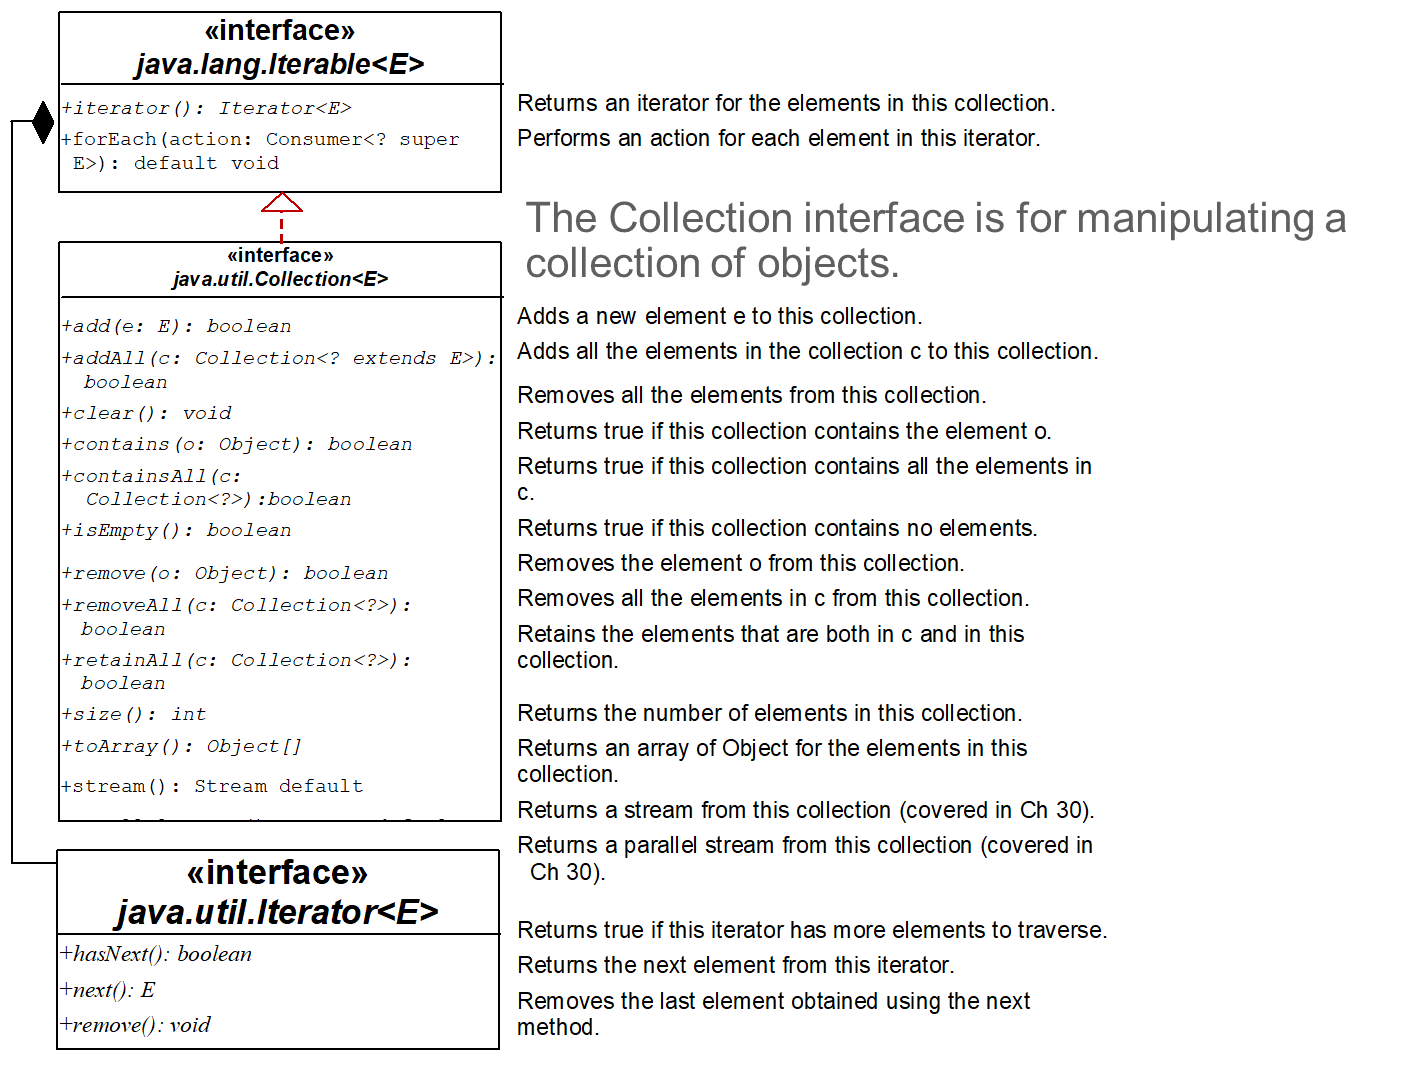 «interface»
java.lang.Iterable<E>
+iterator(): Iterator<E>
+forEach(action: Consumer<? super
E>): default void
Returns an iterator for the elements in this collection.
Performs an action for each element in this iterator.
The Collection interface is for manipulating a
collection of objects.
«interface»
java.util.Collection<E>
+add(e: E): boolean
+addAll(c: Collection<? extends E>):
boolean
+clear(): void
+contains(o: Object): boolean
+containsAll(c:
Collection<?>):boolean
+isEmpty(): boolean
+remove(o: Object): boolean
+removeAll(c: Collection<?>):
boolean
+retainAll(c: Collection<?>):
boolean
+size(): int
+toArray(): Object[]
+stream(): Stream default
Adds a new element e to this collection.
Adds all the elements in the collection c to this collection.
Removes all the elements from this collection.
Returns true if this collection contains the element o.
Returns true if this collection contains all the elements in
c.
Returns true if this collection contains no elements.
Removes the element o from this collection.
Removes all the elements in c from this collection.
Retains the elements that are both in c and in this
collection.
Returns the number of elements in this collection.
Returns an array of Object for the elements in this
collection.
Returns a stream from this collection (covered in Ch 30).
Returns a parallel stream from this collection (covered in
Ch 30).
«interface»
java.util.Iterator<E>
+hasNext(): boolean
+next(): E
+remove(): void
Returns true if this iterator has more elements to traverse.
Returns the next element from this iterator.
Removes the last element obtained using the next
method.